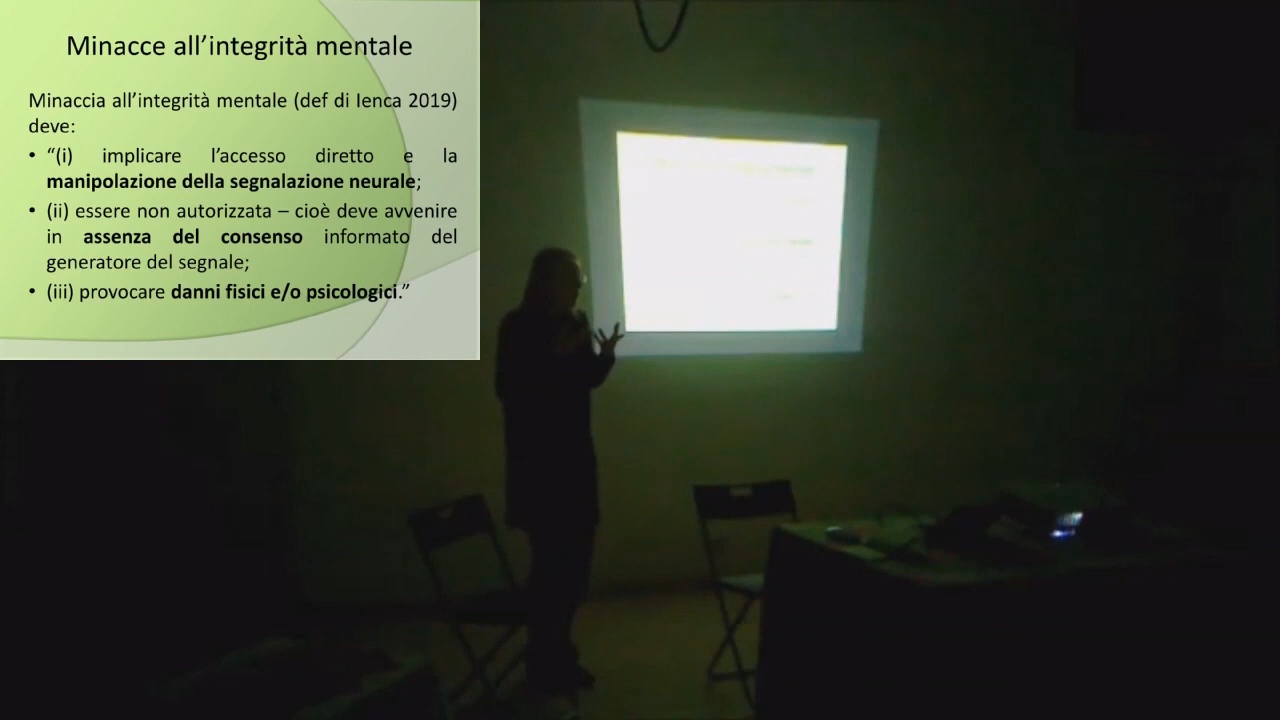 Minacce all'integrità mentale
Minaccia all'integrità mentale (def di Ienca 2019)
deve:
• “(i) implicare l'accesso diretto e la
manipolazione della segnalazione neurale;
• (ii) essere non autorizzata – cioè deve avvenire
in assenza del consenso informato del
generatore del segnale;
• (iii) provocare danni fisici e/o psicologici.”